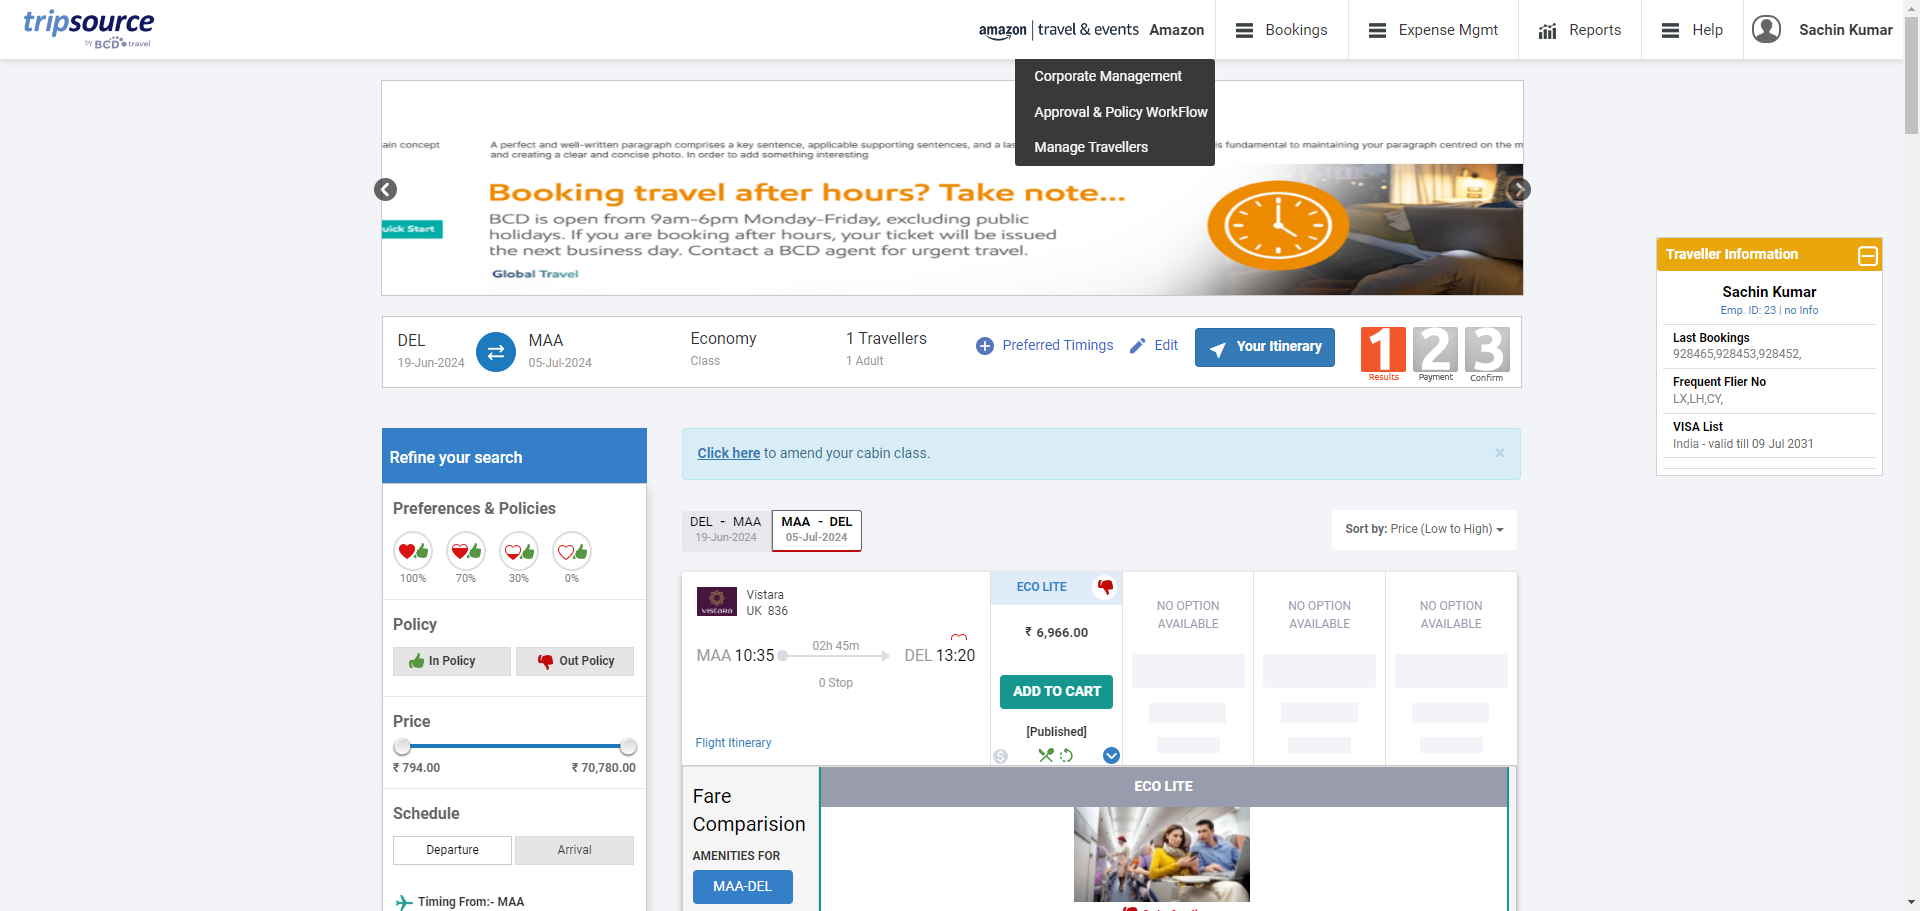 tripsource
by BCD travel
amazon | travel & events Amazon
Bookings
Expense Mgmt
Reports
Help
Sachin Kumar
Corporate Management
Approval & Policy WorkFlow
Manage Travellers
ain concept
A perfect and well-written paragraph comprises a key sentence, applicable supporting sentences, and a las
s fundamental to maintaining your paragraph centred on the m
and creating a clear and concise photo. In order to add something interesting
Booking travel after hours? Take note...
BCD is open from 9am-6pm Monday-Friday, excluding public
holidays. If you are booking after hours, your ticket will be issued
the next business day. Contact a BCD agent for urgent travel.
uick Start
Global Travel
Traveller Information
Sachin Kumar
Emp. ID: 23 | no Info
Last Bookings
928465,928453,928452,
Frequent Flier No
LX,LH,CY,
VISA List
India - valid till 09 Jul 2031
DEL
19-Jun-2024
MAA
05-Jul-2024
Economy
Class
1 Travellers
1 Adult
Preferred Timings
Edit
Your Itinerary
1
Results
2
Payment
3
Confirm
Refine your search
Preferences & Policies
100%
70%
30%
0%
Policy
In Policy
Out Policy
Price
₹ 794.00
₹ 70,780.00
Schedule
Departure
Arrival
Timing From:- MAA
Click here to amend your cabin class.
×
DEL - MAA
19-Jun-2024
MAA - DEL
05-Jul-2024
Sort by: Price (Low to High)
VISTARA
Vistara
UK 836
MAA 10:35
02h 45m
0 Stop
DEL 13:20
Flight Itinerary
ECO LITE
₹ 6,966.00
ADD TO CART
[Published]
NO OPTION
AVAILABLE
NO OPTION
AVAILABLE
NO OPTION
AVAILABLE
Fare
Comparision
AMENITIES FOR
MAA-DEL
ECO LITE